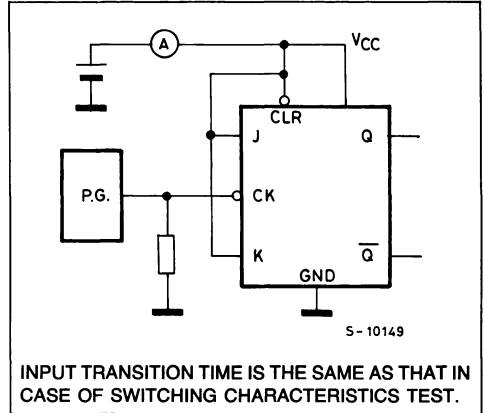 A
VCC
CLR
J
Q
P.G.
CK
K
Q
GND
S-10149
INPUT TRANSITION TIME IS THE SAME AS THAT IN
CASE OF SWITCHING CHARACTERISTICS TEST.